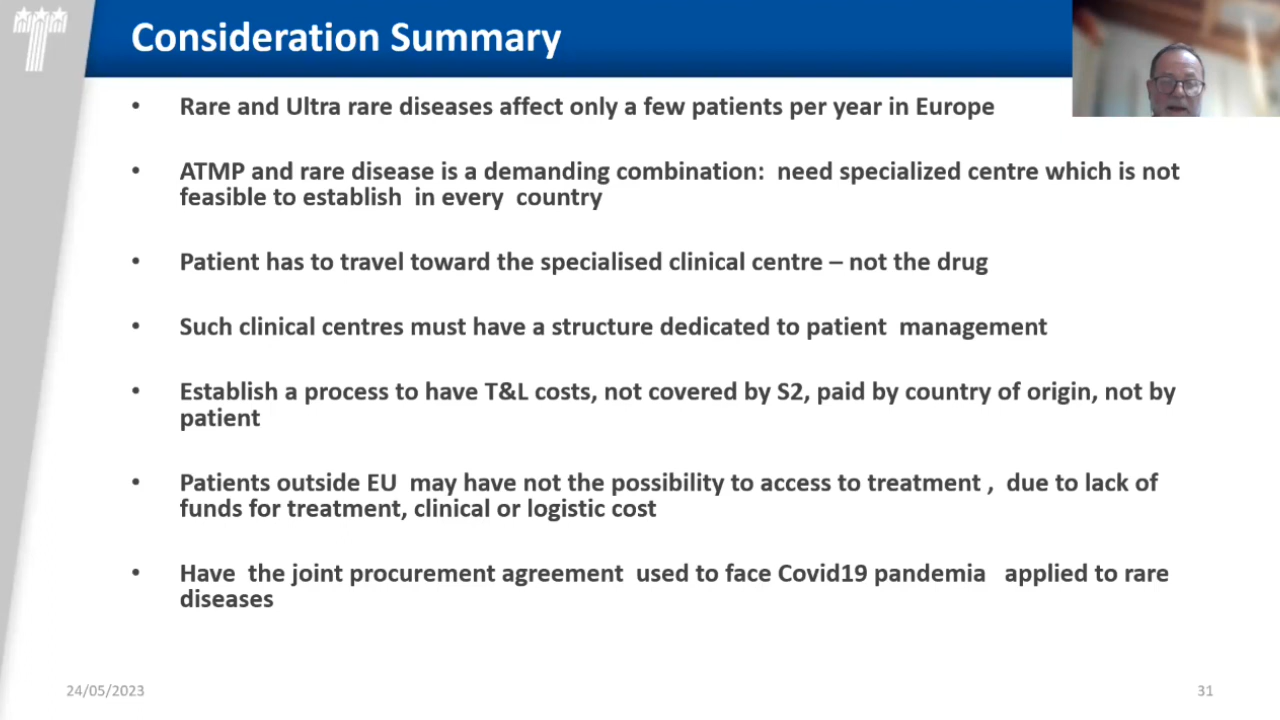 Consideration Summary
• Rare and Ultra rare diseases affect only a few patients per year in Europe
• ATMP and rare disease is a demanding combination: need specialized centre which is not
feasible to establish in every country
• Patient has to travel toward the specialised clinical centre – not the drug
• Such clinical centres must have a structure dedicated to patient management
• Establish a process to have T&L costs, not covered by S2, paid by country of origin, not by
patient
• Patients outside EU may have not the possibility to access to treatment , due to lack of
funds for treatment, clinical or logistic cost
• Have the joint procurement agreement used to face Covid19 pandemia applied to rare
diseases
24/05/2023
31